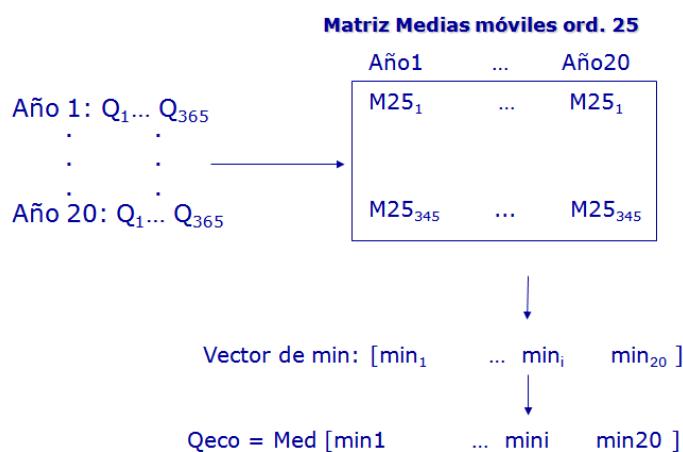 Matriz Medias móviles ord. 25
Año1 ... Año20
Año 1: Q₁... Q₃₆₅
M25₁ ... M25₁
. .
. .
. .
Año 20: Q₁... Q₃₆₅
M25₃₄₅ ... M25₃₄₅
Vector de min: [min₁ ... minᵢ min₂₀ ]
Qeco = Med [min1 ... mini min20 ]